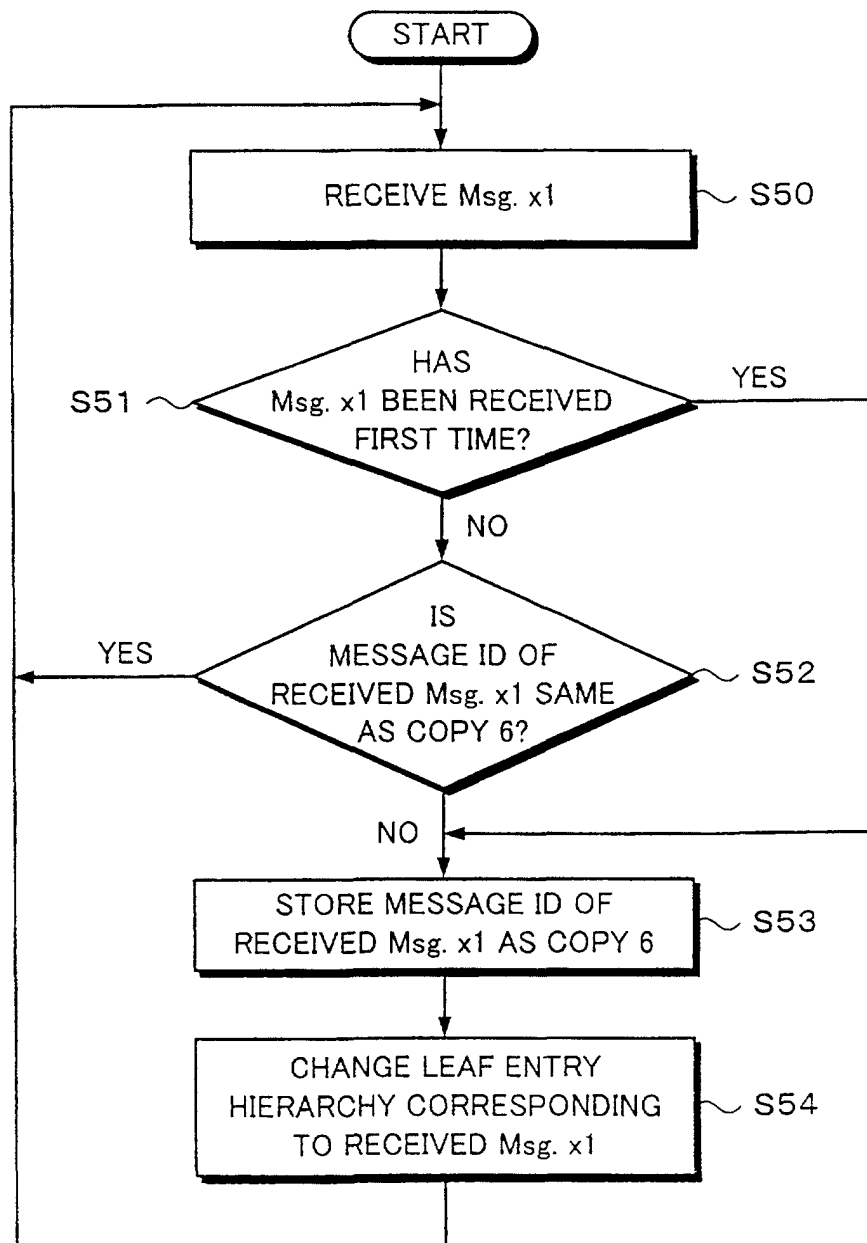 START
RECEIVE Msg. x1
S50
HAS
Msg. x1 BEEN RECEIVED
FIRST TIME?
S51
YES
NO
IS
MESSAGE ID OF
RECEIVED Msg. x1 SAME
AS COPY 6?
YES
S52
NO
STORE MESSAGE ID OF
RECEIVED Msg. x1 AS COPY 6
S53
CHANGE LEAF ENTRY
HIERARCHY CORRESPONDING
TO RECEIVED Msg. x1
S54